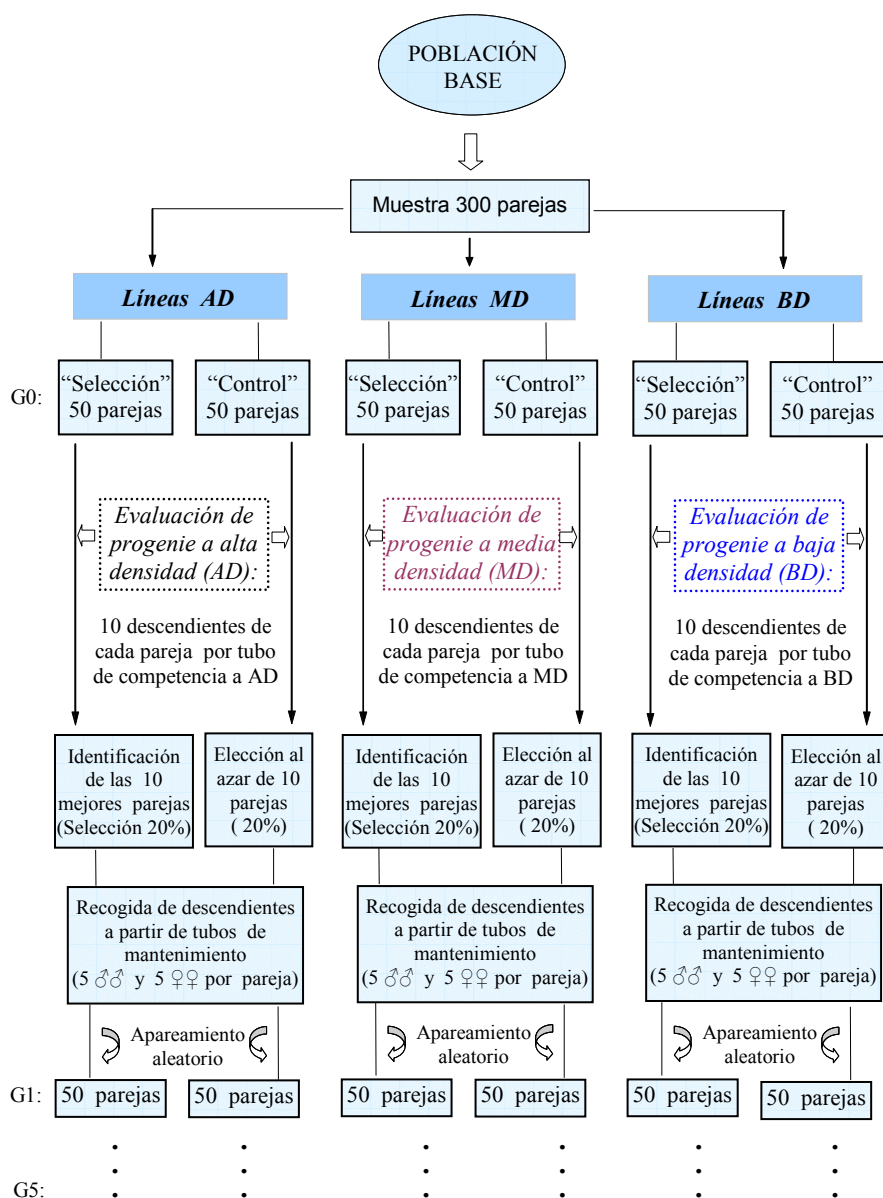 POBLACIÓN
BASE
Muestra 300 parejas
Líneas AD
Líneas MD
Líneas BD
G0:
“Selección”
50 parejas
“Control”
50 parejas
“Selección”
50 parejas
“Control”
50 parejas
“Selección”
50 parejas
“Control”
50 parejas
Evaluación de
progenie a alta
densidad (AD):
Evaluación de
progenie a media
densidad (MD):
Evaluación de
progenie a baja
densidad (BD):
10 descendientes de
cada pareja por tubo
de competencia a AD
10 descendientes de
cada pareja por tubo
de competencia a MD
10 descendientes de
cada pareja por tubo
de competencia a BD
Identificación
de las 10
mejores parejas
(Selección 20%)
Elección al
azar de 10
parejas
( 20%)
Identificación
de las 10
mejores parejas
(Selección 20%)
Elección al
azar de 10
parejas
( 20%)
Identificación
de las 10
mejores parejas
(Selección 20%)
Elección al
azar de 10
parejas
( 20%)
Recogida de descendientes
a partir de tubos de
mantenimiento
(5 ♂♂ y 5 ♀♀ por pareja)
Recogida de descendientes
a partir de tubos de
mantenimiento
(5 ♂♂ y 5 ♀♀ por pareja)
Recogida de descendientes
a partir de tubos de
mantenimiento
(5 ♂♂ y 5 ♀♀ por pareja)
Apareamiento
aleatorio
Apareamiento
aleatorio
Apareamiento
aleatorio
G1:
50 parejas
50 parejas
50 parejas
50 parejas
50 parejas
50 parejas
G5: